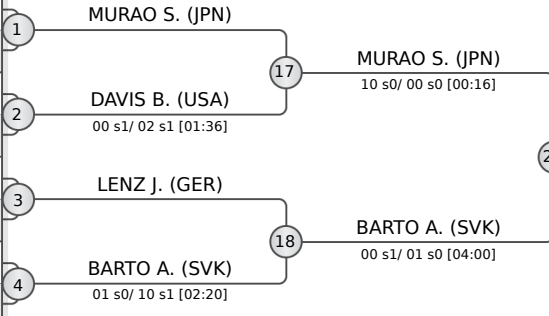 MURAO S. (JPN)
1
17
MURAO S. (JPN)
10 s0/ 00 s0 [00:16]
DAVIS B. (USA)
2
00 s1/ 02 s1 [01:36]
LENZ J. (GER)
3
18
BARTO A. (SVK)
00 s1/ 01 s0 [04:00]
BARTO A. (SVK)
4
01 s0/ 10 s1 [02:20]